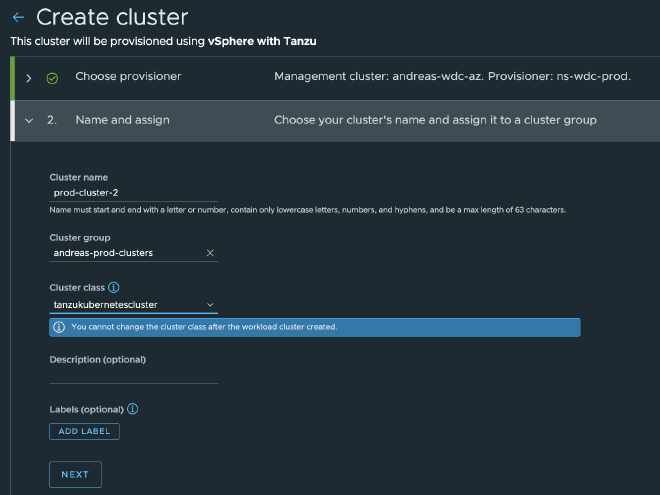 Create cluster
This cluster will be provisioned using vSphere with Tanzu
Choose provisioner Management cluster: andreas-wdc-az. Provisioner: ns-wdc-prod.
2. Name and assign Choose your cluster's name and assign it to a cluster group
Cluster name
prod-cluster-2
Name must start and end with a letter or number, contain only lowercase letters, numbers, and hyphens, and be a max length of 63 characters.
Cluster group
andreas-prod-clusters
Cluster class
tanzukubernetescluster
You cannot change the cluster class after the workload cluster created.
Description (optional)
Labels (optional)
ADD LABEL
NEXT